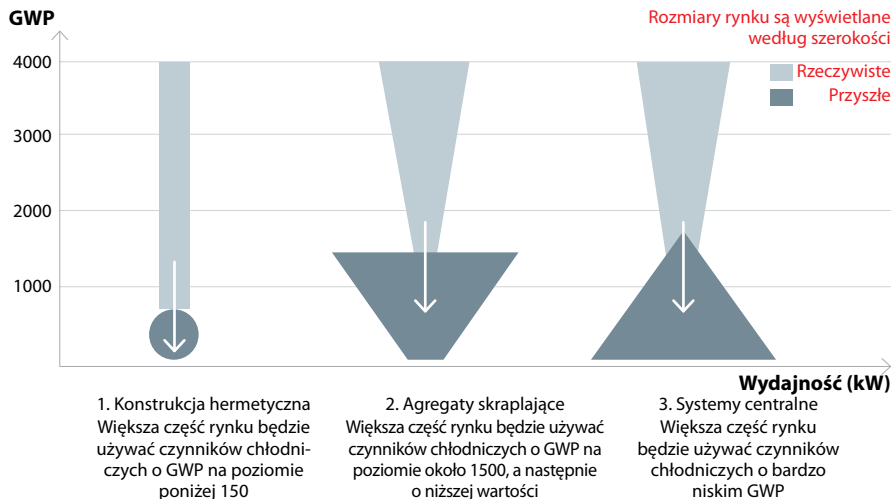 GWP
Rozmiary rynku są wyświetlane
według szerokości
Rzeczywiste
Przyszłe
4000
3000
2000
1000
Wydajność (kW)
1. Konstrukcja hermetyczna
Większa część rynku będzie
używać czynników chłodni-
czych o GWP na poziomie
poniżej 150
2. Agregaty skraplające
Większa część rynku będzie używać
czynników chłodniczych o GWP na
poziomie około 1500, a następnie
o niższej wartości
3. Systemy centralne
Większa część rynku
będzie używać czynników
chłodniczych o bardzo
niskim GWP